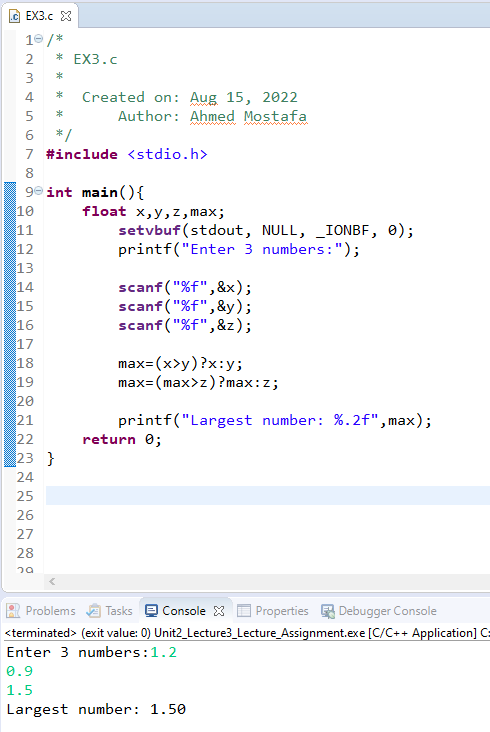 EX3.c
1 /*
2  * EX3.c
3  *
4  *  Created on: Aug 15, 2022
5  *      Author: Ahmed Mostafa
6  */
7 #include <stdio.h>
8
9 int main(){
10     float x,y,z,max;
11         setvbuf(stdout, NULL, _IONBF, 0);
12         printf("Enter 3 numbers:");
13
14         scanf("%f",&x);
15         scanf("%f",&y);
16         scanf("%f",&z);
17
18         max=(x>y)?x:y;
19         max=(max>z)?max:z;
20
21         printf("Largest number: %.2f",max);
22     return 0;
23 }
24
25
26
27
28
29
Problems Tasks Console Properties Debugger Console
<terminated> (exit value: 0) Unit2_Lecture3_Lecture_Assignment.exe [C/C++ Application] C:
Enter 3 numbers:1.2
0.9
1.5
Largest number: 1.50